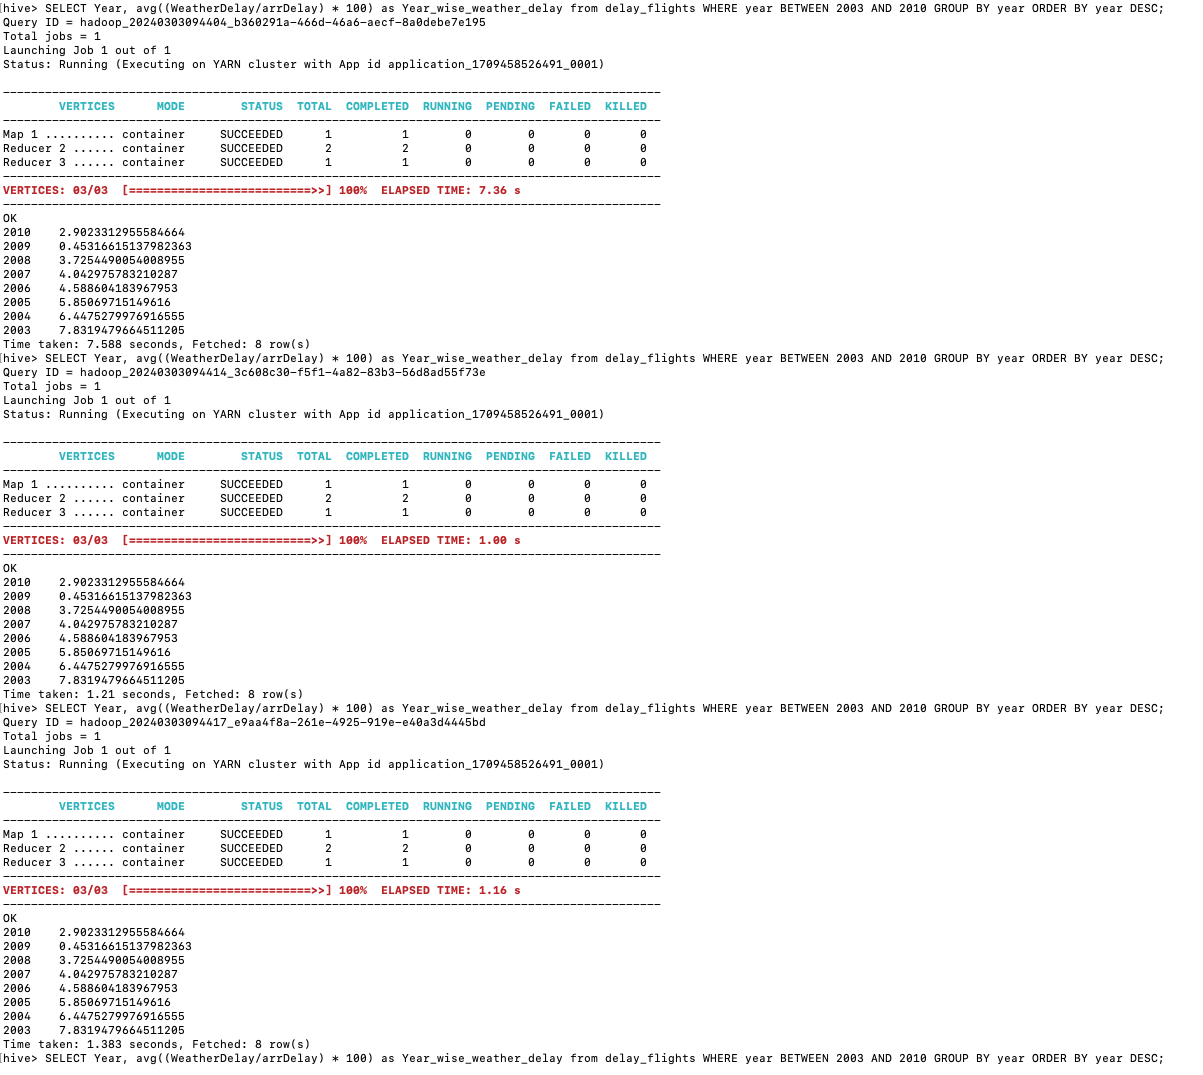 hive> SELECT Year, avg((WeatherDelay/arrDelay) * 100) as Year_wise_weather_delay from delay_flights WHERE year BETWEEN 2003 AND 2010 GROUP BY year ORDER BY year DESC;
Query ID = hadoop_20240303094404_b360291a-466d-46a6-aecf-8a0debe7e195
Total jobs = 1
Launching Job 1 out of 1
Status: Running (Executing on YARN cluster with App id application_1709458526491_0001)
----------------------------------------------------------------------------------------------
VERTICES MODE STATUS TOTAL COMPLETED RUNNING PENDING FAILED KILLED
----------------------------------------------------------------------------------------------
Map 1 .......... container SUCCEEDED 1 1 0 0 0 0
Reducer 2 ...... container SUCCEEDED 2 2 0 0 0 0
Reducer 3 ...... container SUCCEEDED 1 1 0 0 0 0
----------------------------------------------------------------------------------------------
VERTICES: 03/03 [==========================>>] 100% ELAPSED TIME: 7.36 s
----------------------------------------------------------------------------------------------
OK
2010 2.9023312955584664
2009 0.45316615137982363
2008 3.7254490054008955
2007 4.042975783210287
2006 4.588604183967953
2005 5.85069715149616
2004 6.4475279976916555
2003 7.8319479664511205
Time taken: 7.588 seconds, Fetched: 8 row(s)
hive> SELECT Year, avg((WeatherDelay/arrDelay) * 100) as Year_wise_weather_delay from delay_flights WHERE year BETWEEN 2003 AND 2010 GROUP BY year ORDER BY year DESC;
Query ID = hadoop_20240303094414_3c608c30-f5f1-4a82-83b3-56d8ad55f73e
Total jobs = 1
Launching Job 1 out of 1
Status: Running (Executing on YARN cluster with App id application_1709458526491_0001)
----------------------------------------------------------------------------------------------
VERTICES MODE STATUS TOTAL COMPLETED RUNNING PENDING FAILED KILLED
----------------------------------------------------------------------------------------------
Map 1 .......... container SUCCEEDED 1 1 0 0 0 0
Reducer 2 ...... container SUCCEEDED 2 2 0 0 0 0
Reducer 3 ...... container SUCCEEDED 1 1 0 0 0 0
----------------------------------------------------------------------------------------------
VERTICES: 03/03 [==========================>>] 100% ELAPSED TIME: 1.00 s
----------------------------------------------------------------------------------------------
OK
2010 2.9023312955584664
2009 0.45316615137982363
2008 3.7254490054008955
2007 4.042975783210287
2006 4.588604183967953
2005 5.85069715149616
2004 6.4475279976916555
2003 7.8319479664511205
Time taken: 1.21 seconds, Fetched: 8 row(s)
hive> SELECT Year, avg((WeatherDelay/arrDelay) * 100) as Year_wise_weather_delay from delay_flights WHERE year BETWEEN 2003 AND 2010 GROUP BY year ORDER BY year DESC;
Query ID = hadoop_20240303094417_e9aa4f8a-261e-4925-919e-e40a3d4445bd
Total jobs = 1
Launching Job 1 out of 1
Status: Running (Executing on YARN cluster with App id application_1709458526491_0001)
----------------------------------------------------------------------------------------------
VERTICES MODE STATUS TOTAL COMPLETED RUNNING PENDING FAILED KILLED
----------------------------------------------------------------------------------------------
Map 1 .......... container SUCCEEDED 1 1 0 0 0 0
Reducer 2 ...... container SUCCEEDED 2 2 0 0 0 0
Reducer 3 ...... container SUCCEEDED 1 1 0 0 0 0
----------------------------------------------------------------------------------------------
VERTICES: 03/03 [==========================>>] 100% ELAPSED TIME: 1.16 s
----------------------------------------------------------------------------------------------
OK
2010 2.9023312955584664
2009 0.45316615137982363
2008 3.7254490054008955
2007 4.042975783210287
2006 4.588604183967953
2005 5.85069715149616
2004 6.4475279976916555
2003 7.8319479664511205
Time taken: 1.383 seconds, Fetched: 8 row(s)
hive> SELECT Year, avg((WeatherDelay/arrDelay) * 100) as Year_wise_weather_delay from delay_flights WHERE year BETWEEN 2003 AND 2010 GROUP BY year ORDER BY year DESC;